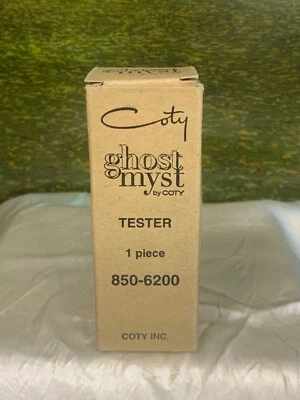 Coty
ghost
myst
by COTY
TESTER
1 piece
850-6200
COTY INC.